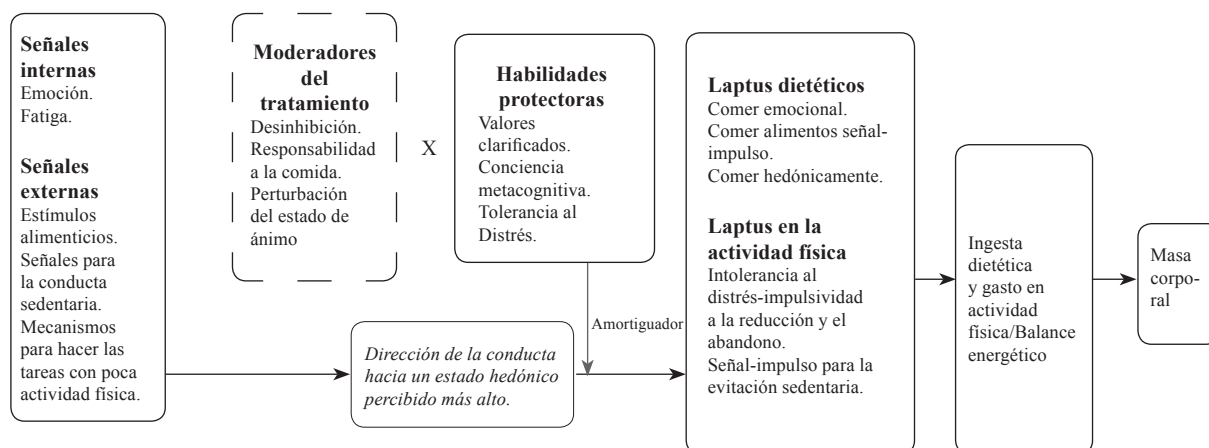 Señales
internas
Emoción.
Fatiga.
Señales
externas
Estímulos
alimenticios.
Señales para
la conducta
sedentaria.
Mecanismos
para hacer las
tareas con poca
actividad física.
Moderadores
del
tratamiento
Desinhibición.
Responsabilidad
a la comida.
Perturbación
del estado de
ánimo
X
Habilidades
protectoras
Valores
clarificados.
Conciencia
metacognitiva.
Tolerancia al
Distrés.
Amortiguador
Dirección de la conducta
hacia un estado hedónico
percibido más alto.
Laptus dietéticos
Comer emocional.
Comer alimentos señal-
impulso.
Comer hedónicamente.
Laptus en la
actividad física
Intolerancia al
distrés-impulsividad
a la reducción y el
abandono.
Señal-impulso para la
evitación sedentaria.
Ingesta
dietética
y gasto en
actividad
física/Balance
energético
Masa
corpo-
ral